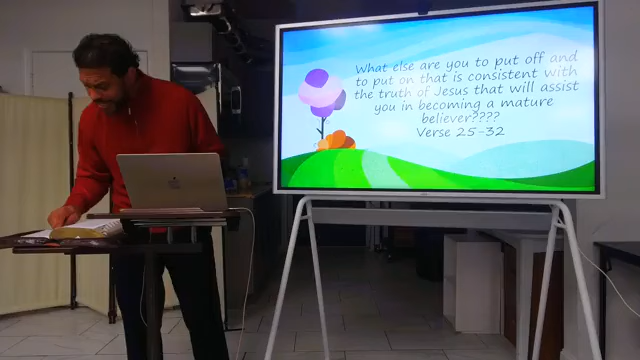 What else are you to put off and
to put on that is consistent with
the truth of Jesus that will assist
you in becoming a mature
believer????
Verse 25-32